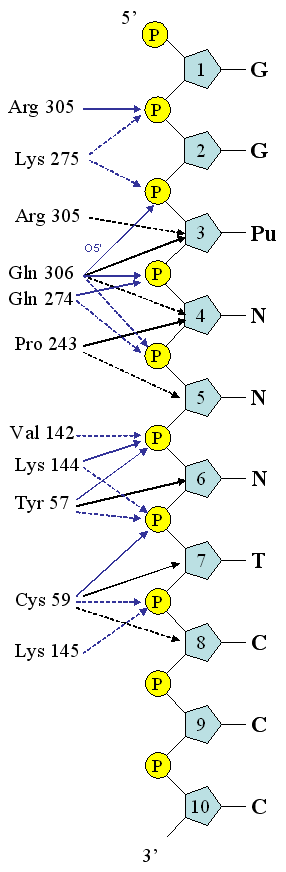 5’
P
1 G
Arg 305 P
Lys 275
2 G
P
Arg 305
3 Pu
O5'
Gln 306 P
Gln 274
4 N
Pro 243 P
5 N
Val 142 P
Lys 144
6 N
Tyr 57
P
7 T
Cys 59 P
8 C
Lys 145
P
9 C
P
10 C
3’